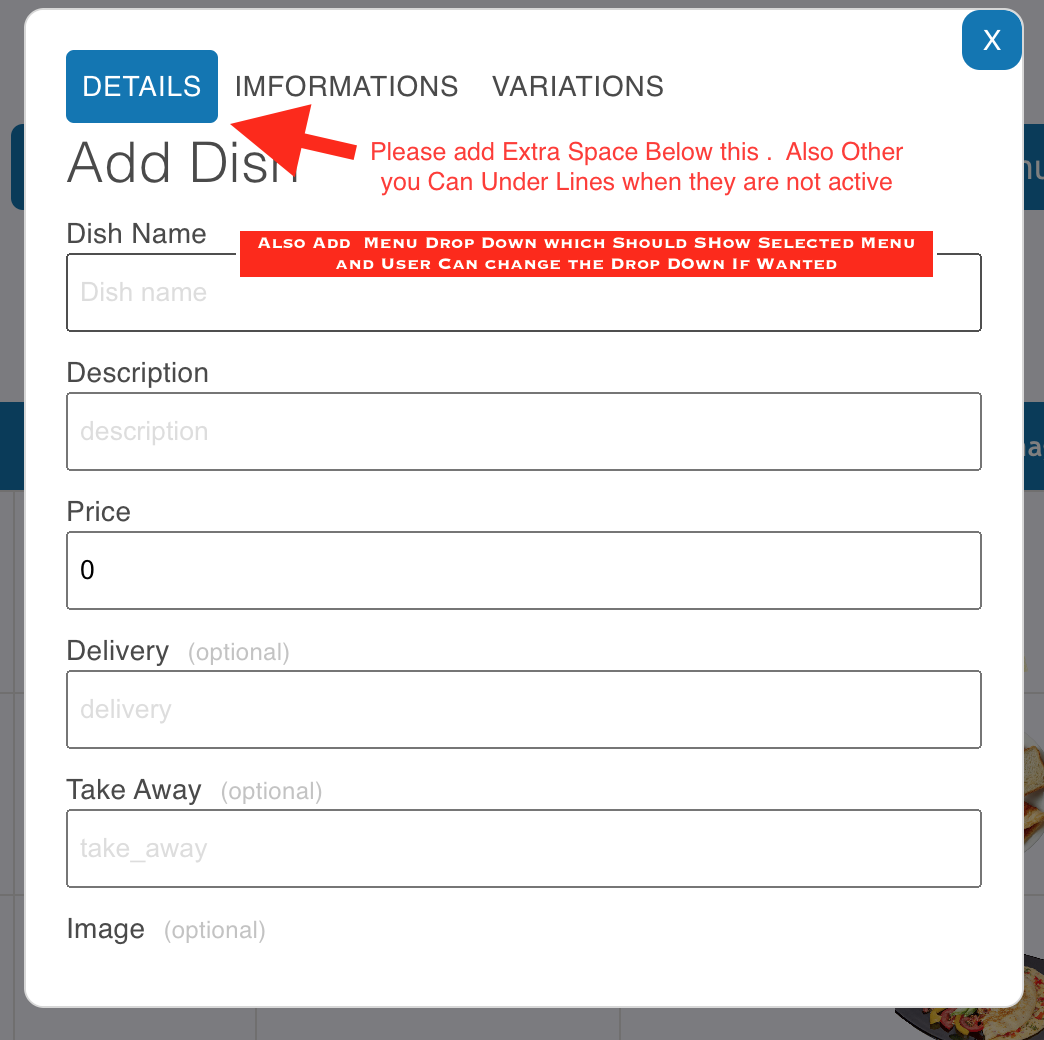 X
DETAILS IMFORMATIONS VARIATIONS
Add Dish
Please add Extra Space Below this . Also Other
you Can Under Lines when they are not active
Dish Name
Also Add Menu Drop Down which Should SHow Selected Menu
and User Can change the Drop DOwn If Wanted
Dish name
Description
description
Price
0
Delivery (optional)
delivery
Take Away (optional)
take_away
Image (optional)